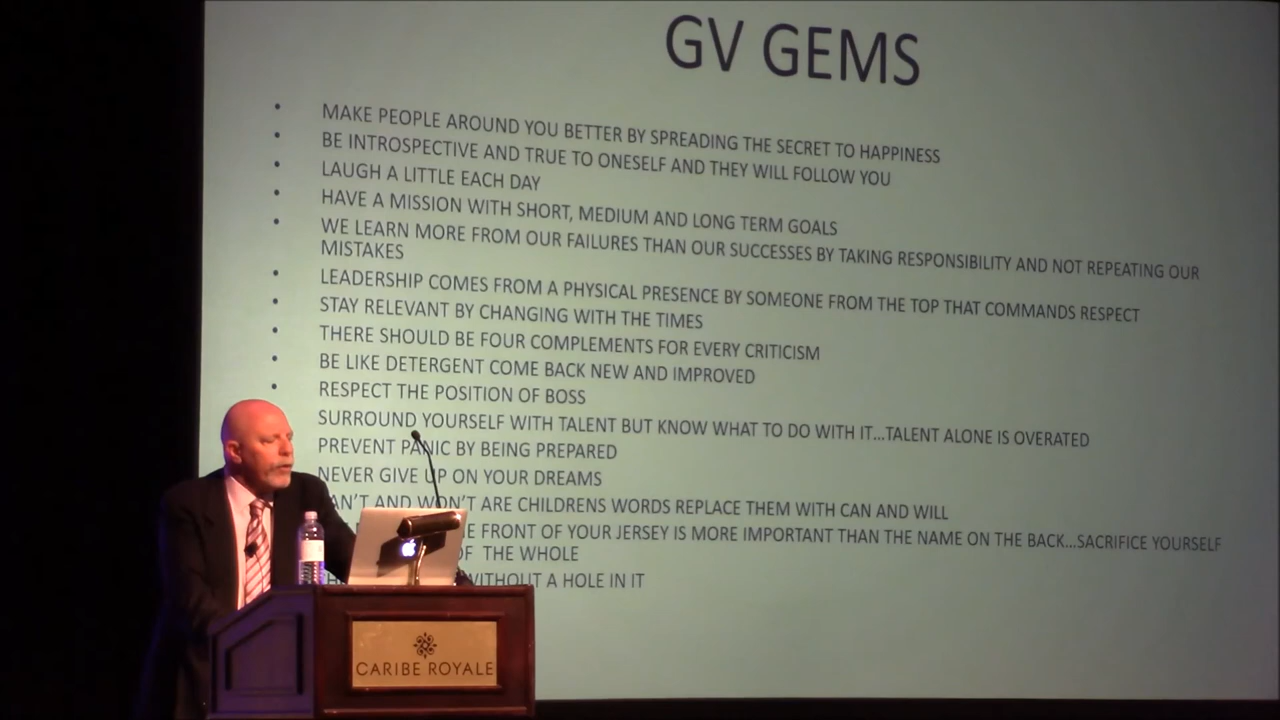 GV GEMS
• MAKE PEOPLE AROUND YOU BETTER BY SPREADING THE SECRET TO HAPPINESS
• BE INTROSPECTIVE AND TRUE TO ONESELF AND THEY WILL FOLLOW YOU
• LAUGH A LITTLE EACH DAY
• HAVE A MISSION WITH SHORT, MEDIUM AND LONG TERM GOALS
• WE LEARN MORE FROM OUR FAILURES THAN OUR SUCCESSES BY TAKING RESPONSIBILITY AND NOT REPEATING OUR
MISTAKES
• LEADERSHIP COMES FROM A PHYSICAL PRESENCE BY SOMEONE FROM THE TOP THAT COMMANDS RESPECT
• STAY RELEVANT BY CHANGING WITH THE TIMES
• THERE SHOULD BE FOUR COMPLEMENTS FOR EVERY CRITICISM
• BE LIKE DETERGENT COME BACK NEW AND IMPROVED
• RESPECT THE POSITION OF BOSS
SURROUND YOURSELF WITH TALENT BUT KNOW WHAT TO DO WITH IT...TALENT ALONE IS OVERATED
PREVENT PANIC BY BEING PREPARED
NEVER GIVE UP ON YOUR DREAMS
AN'T AND WON'T ARE CHILDRENS WORDS REPLACE THEM WITH CAN AND WILL
FRONT OF YOUR JERSEY IS MORE IMPORTANT THAN THE NAME ON THE BACK...SACRIFICE YOURSELF
OF THE WHOLE
WITHOUT A HOLE IN IT
CARIBE ROYALE